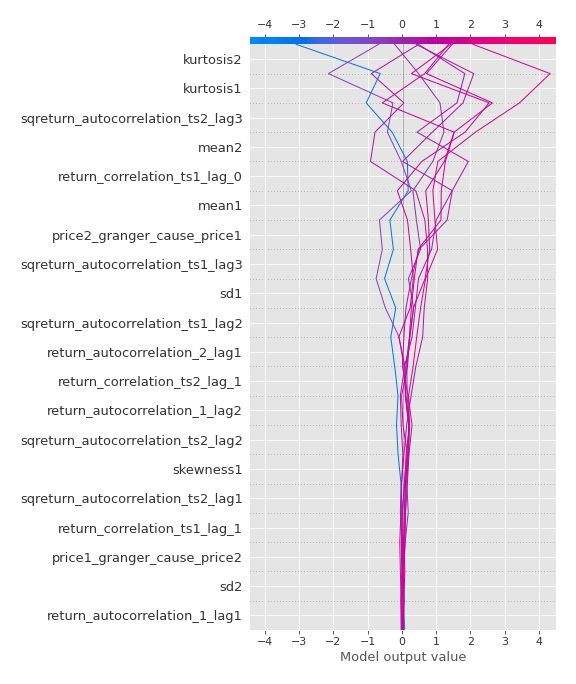 −4 −3 −2 −1 0 1 2 3 4
kurtosis2
kurtosis1
sqreturn_autocorrelation_ts2_lag3
mean2
return_correlation_ts1_lag_0
mean1
price2_granger_cause_price1
sqreturn_autocorrelation_ts1_lag3
sd1
sqreturn_autocorrelation_ts1_lag2
return_autocorrelation_2_lag1
return_correlation_ts2_lag_1
return_autocorrelation_1_lag2
sqreturn_autocorrelation_ts2_lag2
skewness1
sqreturn_autocorrelation_ts2_lag1
return_correlation_ts1_lag_1
price1_granger_cause_price2
sd2
return_autocorrelation_1_lag1
−4 −3 −2 −1 0 1 2 3 4
Model output value